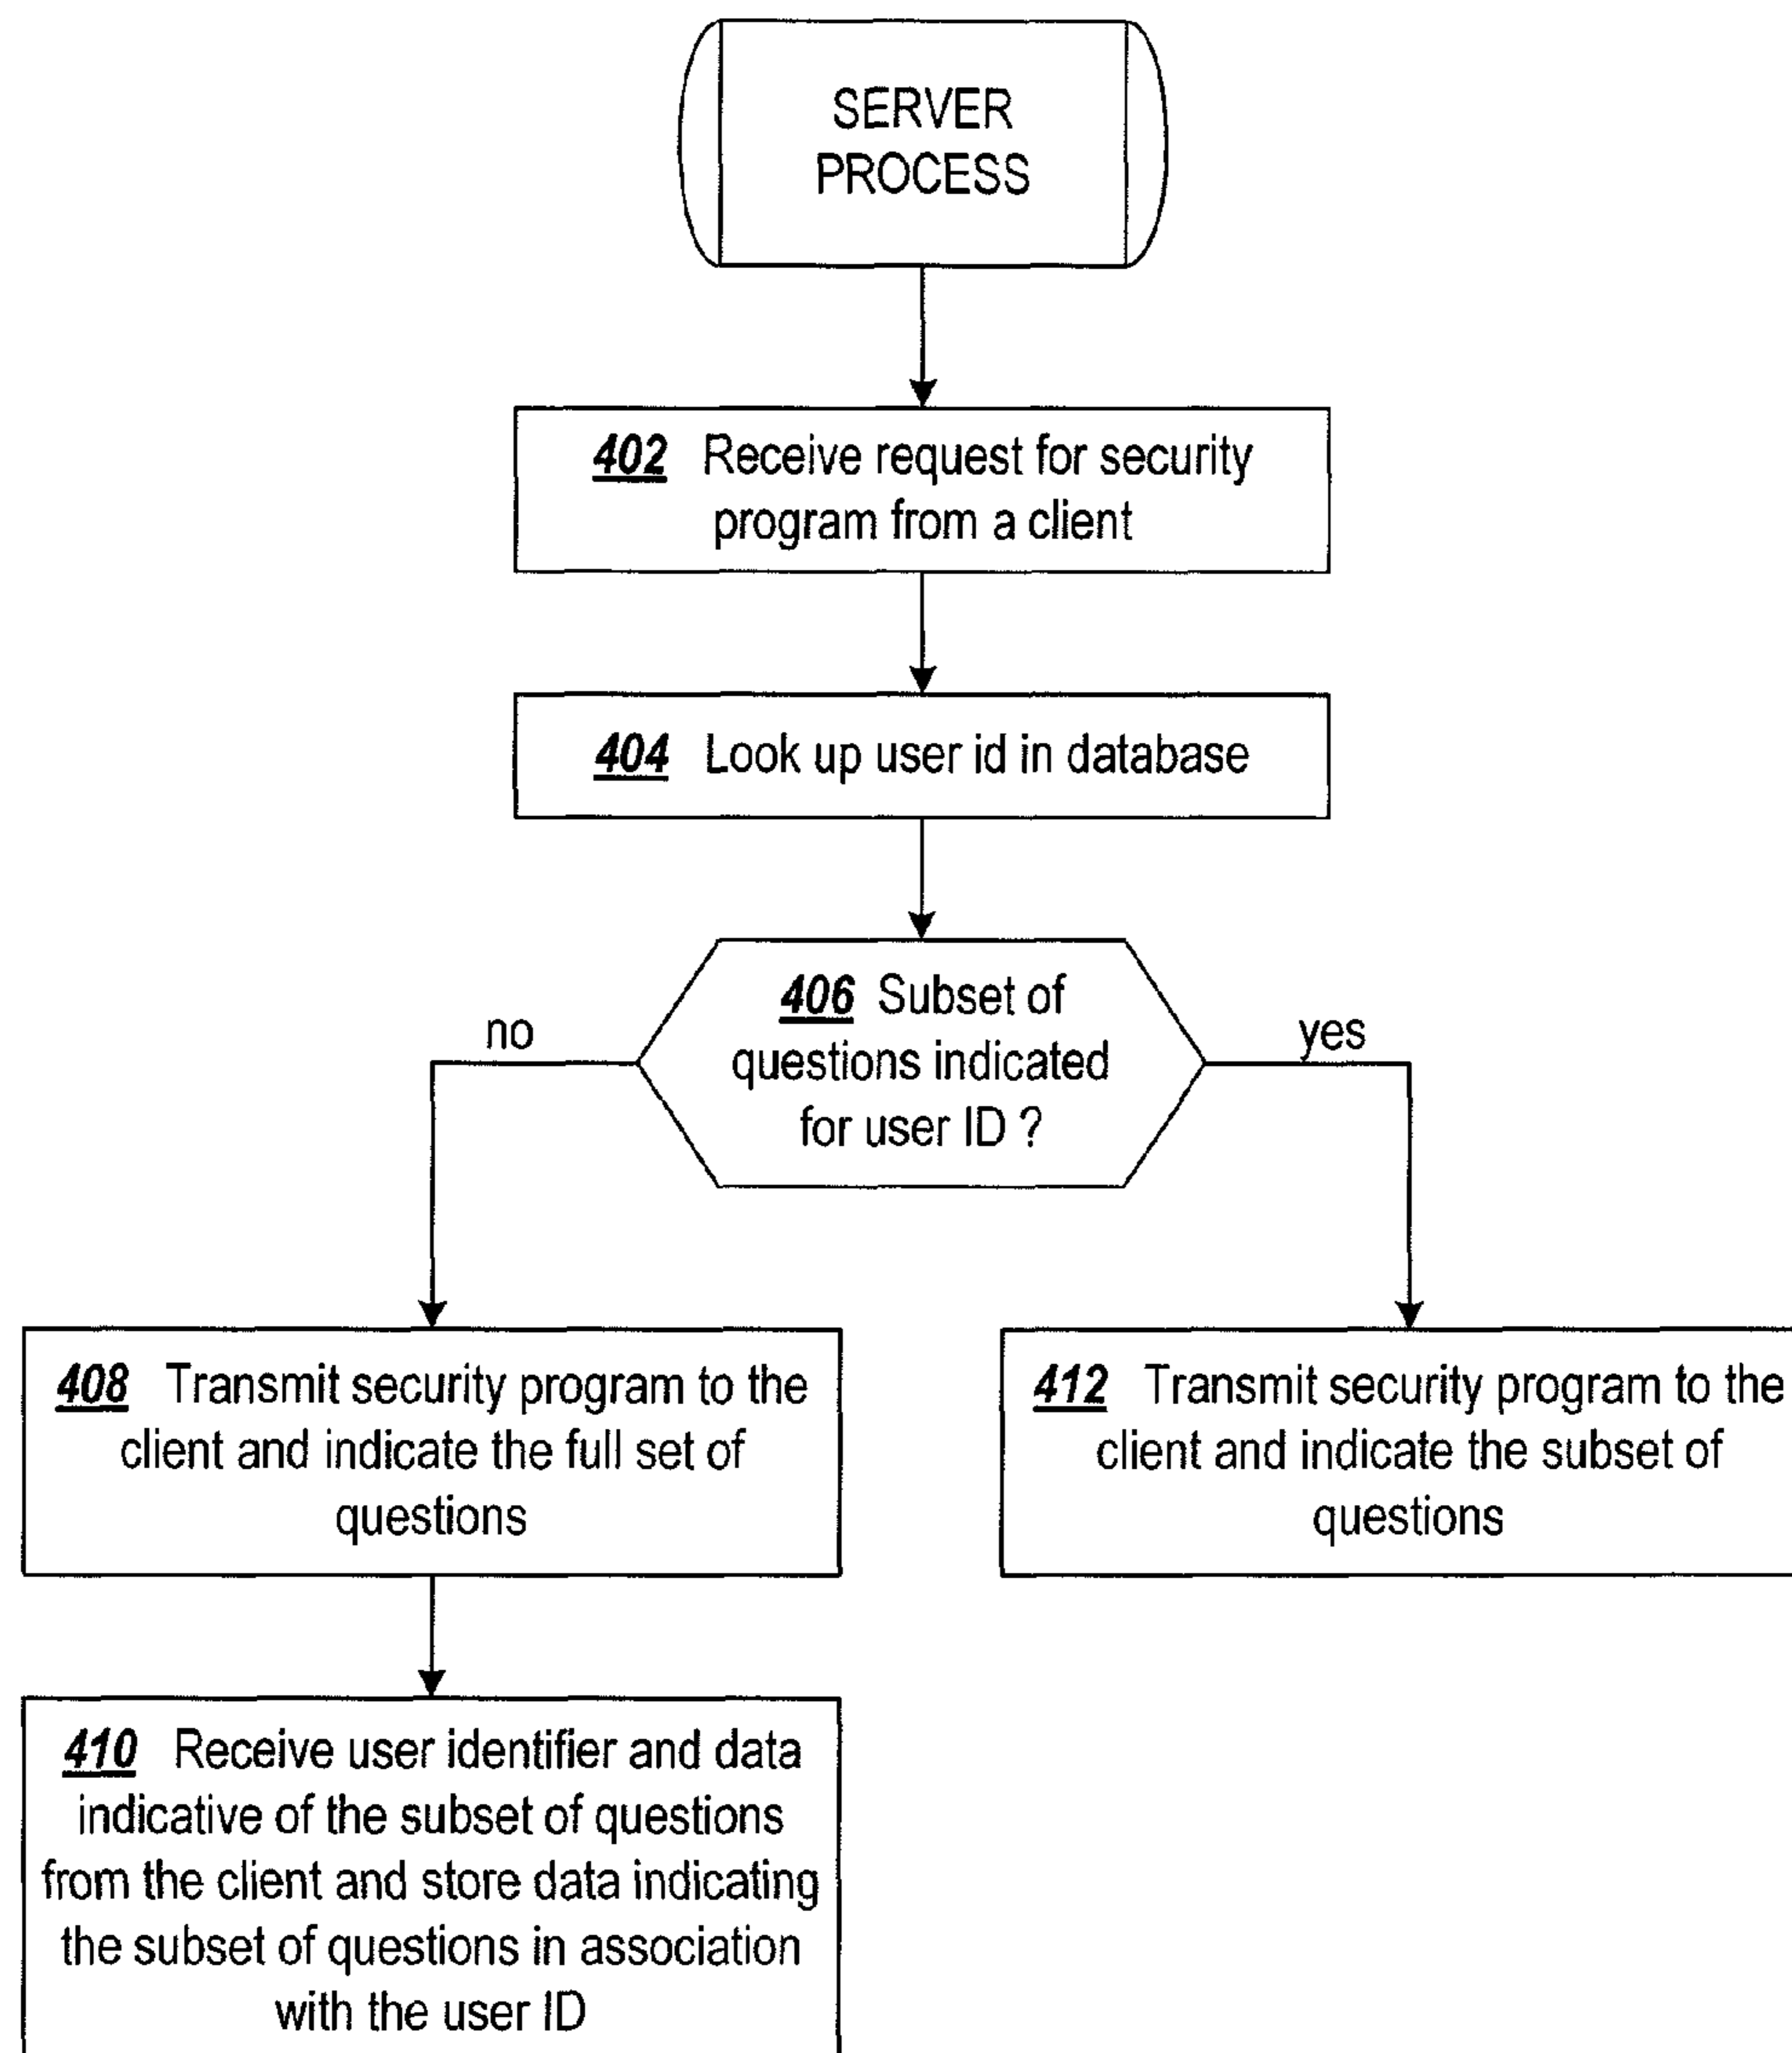 SERVER
PROCESS
402 Receive request for security
program from a client
404 Look up user id in database
406 Subset of
questions indicated
for user ID ?
no
yes
408 Transmit security program to the
client and indicate the full set of
questions
412 Transmit security program to the
client and indicate the subset of
questions
410 Receive user identifier and data
indicative of the subset of questions
from the client and store data indicating
the subset of questions in association
with the user ID